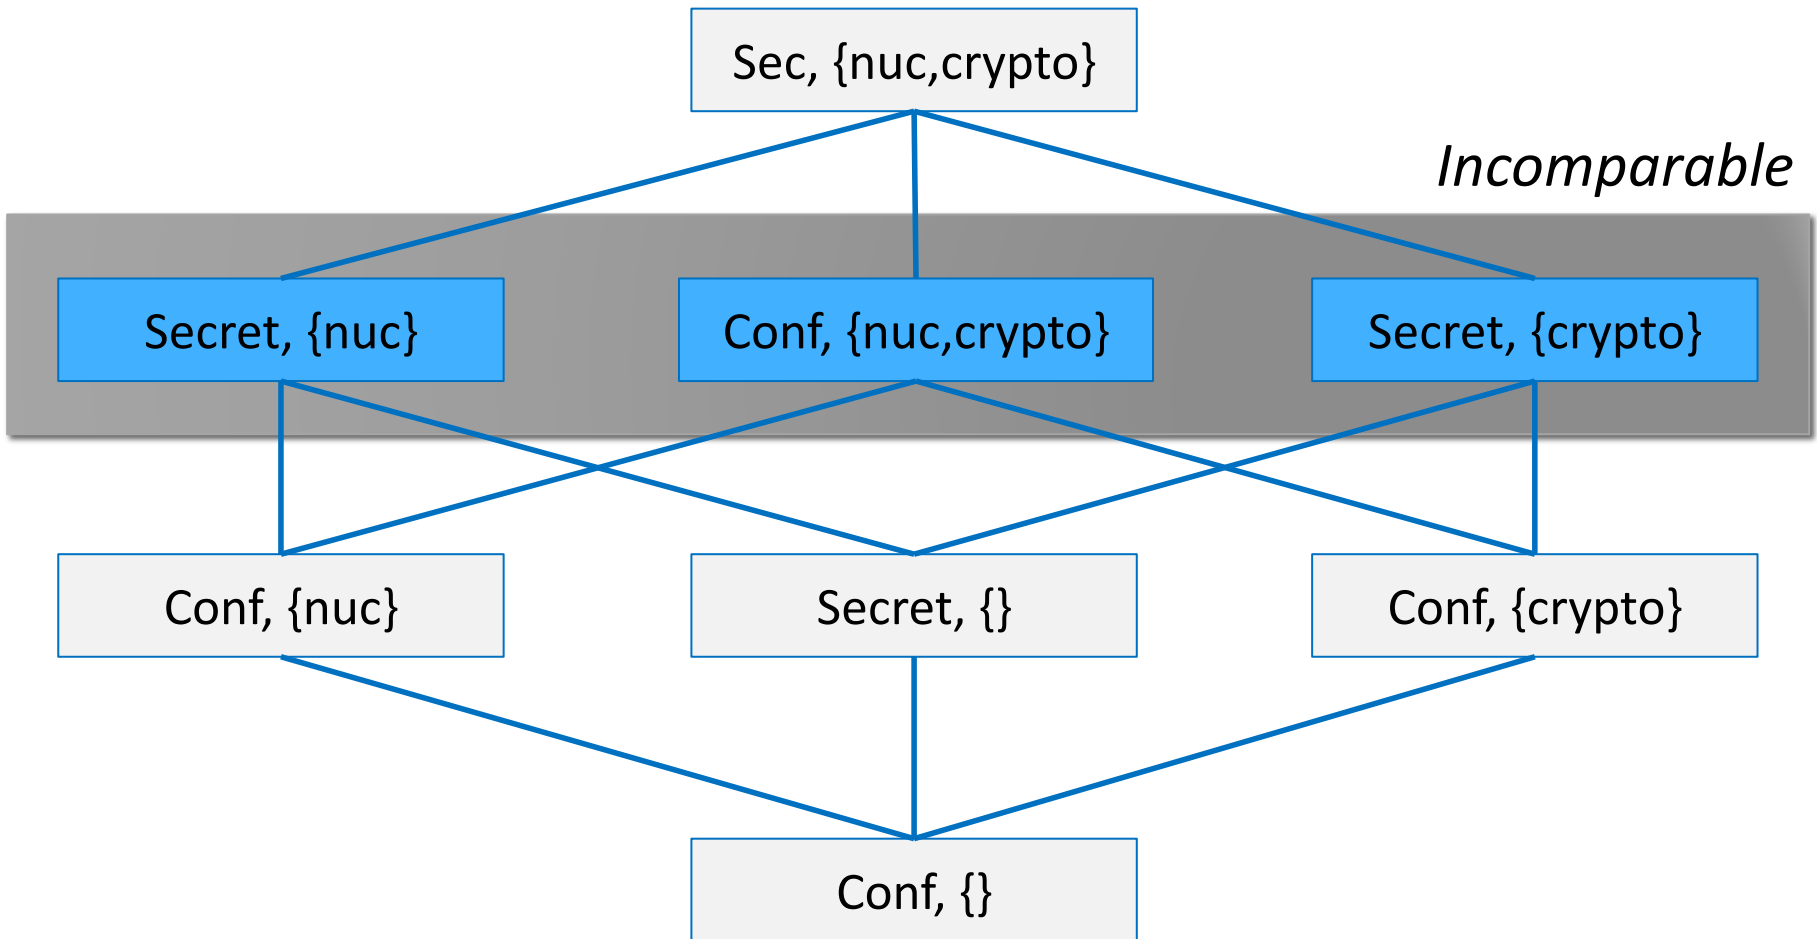 Sec, {nuc,crypto}
Incomparable
Secret, {nuc}
Conf, {nuc,crypto}
Secret, {crypto}
Conf, {nuc}
Secret, {}
Conf, {crypto}
Conf, {}